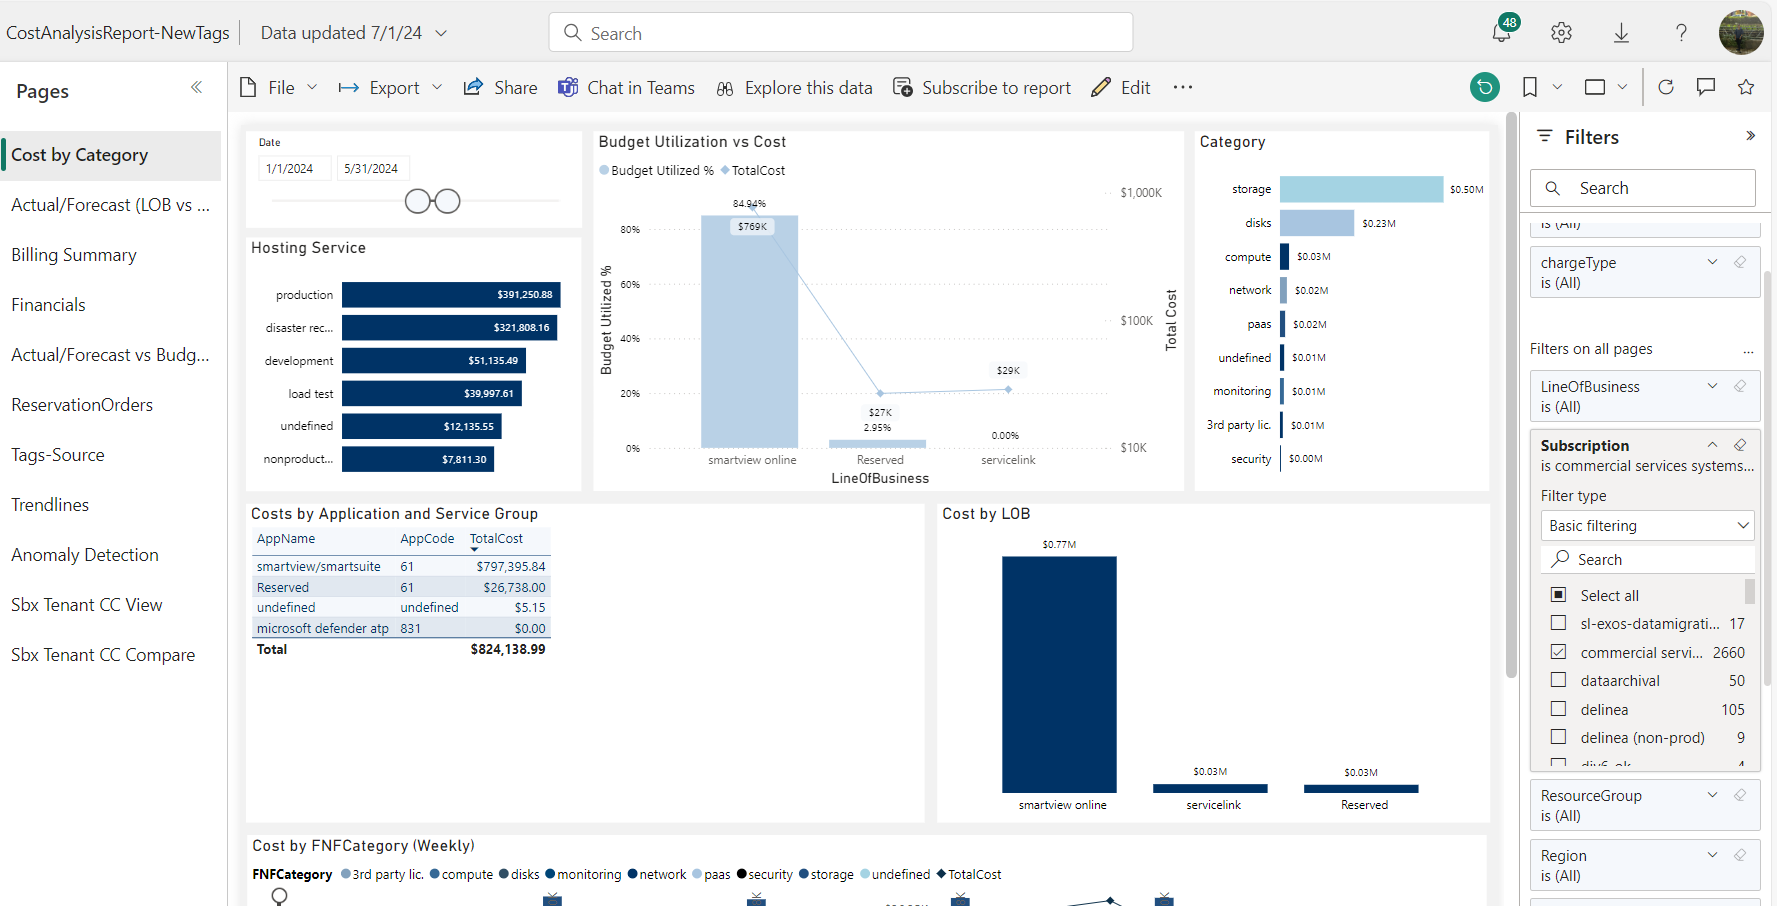 CostAnalysisReport-NewTags
Data updated 7/1/24
Search
48
Pages
File
Export
Share
Chat in Teams
Explore this data
Subscribe to report
Edit
Cost by Category
Actual/Forecast (LOB vs ...
Billing Summary
Financials
Actual/Forecast vs Budg...
ReservationOrders
Tags-Source
Trendlines
Anomaly Detection
Sbx Tenant CC View
Sbx Tenant CC Compare
Date
1/1/2024
5/31/2024
Hosting Service
production $391,250.88
disaster rec... $321,808.16
development $51,135.49
load test $39,997.61
undefined $12,135.55
nonproduct... $7,811.30
Budget Utilization vs Cost
Budget Utilized % TotalCost
$1,000K
84.94%
$769K
80%
60%
Budget Utilized %
Total Cost
$100K
40%
$29K
20%
$27K
2.95%
0.00%
0%
$10K
smartview online Reserved servicelink
LineOfBusiness
Category
storage $0.50M
disks $0.23M
compute $0.03M
network $0.02M
paas $0.02M
undefined $0.01M
monitoring $0.01M
3rd party lic. $0.01M
security $0.00M
Costs by Application and Service Group
AppName AppCode TotalCost
smartview/smartsuite 61 $797,395.84
Reserved 61 $26,738.00
undefined undefined $5.15
microsoft defender atp 831 $0.00
Total $824,138.99
Cost by LOB
$0.77M
$0.03M
$0.03M
smartview online servicelink Reserved
Cost by FNFCategory (Weekly)
FNFCategory 3rd party lic. compute disks monitoring network paas security storage undefined TotalCost
Filters
Search
is (All)
chargeType
is (All)
Filters on all pages
...
LineOfBusiness
is (All)
Subscription
is commercial services systems...
Filter type
Basic filtering
Search
Select all
sl-exos-datamigrati... 17
commercial servi... 2660
dataarchival 50
delinea 105
delinea (non-prod) 9
ResourceGroup
is (All)
Region
is (All)